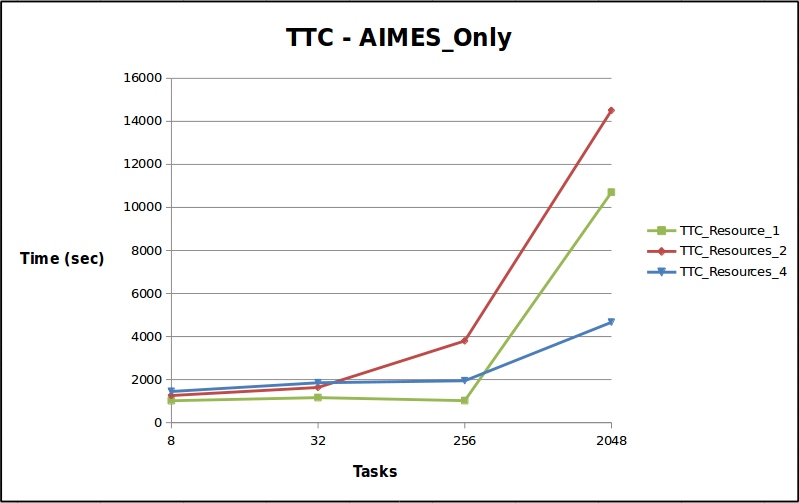 TTC - AIMES_Only
16000
14000
12000
10000
8000
6000
4000
2000
0
Time (sec)
8 32 256 2048
Tasks
TTC_Resource_1
TTC_Resources_2
TTC_Resources_4